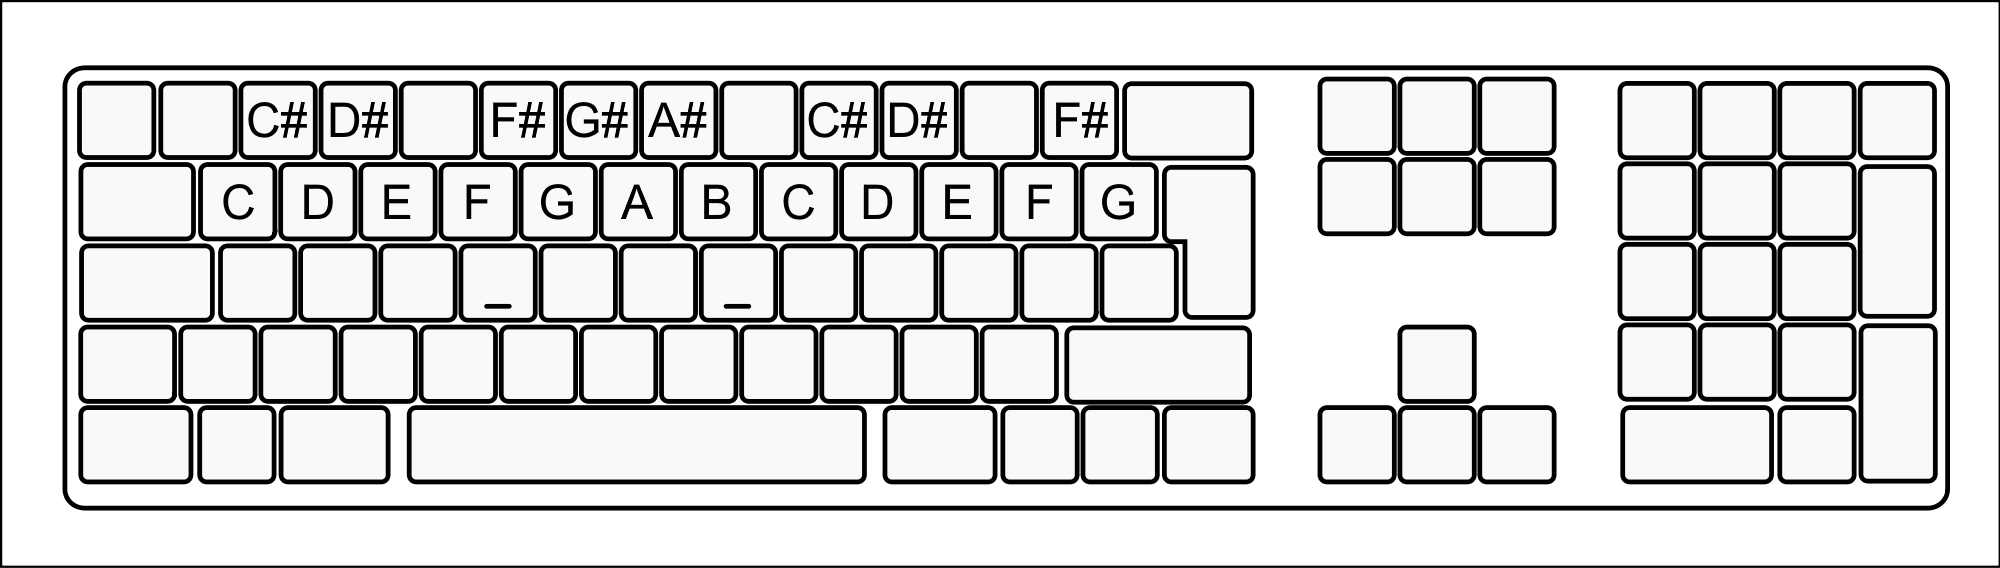 C# D# F# G# A# C# D# F#
C D E F G A B C D E F G
_ _